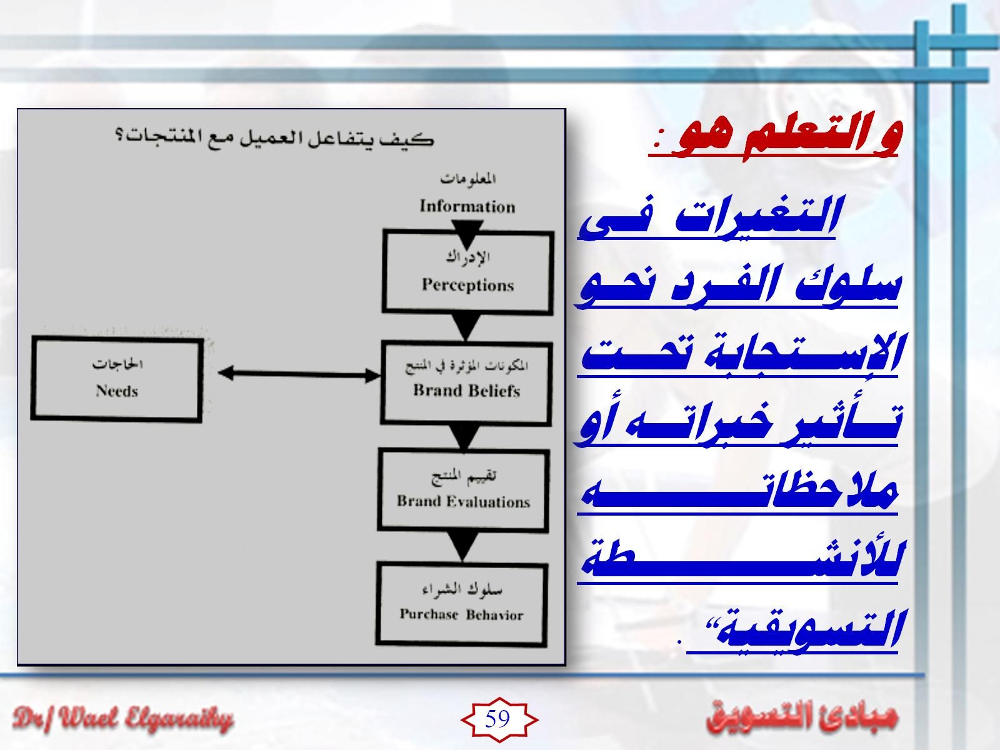 و التعلم هو :
التغيرات فى
سلوك الفرد نحو
الإستجابة تحت
تأثير خبراته أو
ملاحظاته
للأنشطة
التسويقية“ .
كيف يتفاعل العميل مع المنتجات؟
المعلومات
Information
الإدراك
Perceptions
الحاجات
Needs
المكونات المؤثرة في المنتج
Brand Beliefs
تقييم المنتج
Brand Evaluations
سلوك الشراء
Purchase Behavior
Dr/ Wael Elgaraihy
59
مبادئ التسويق